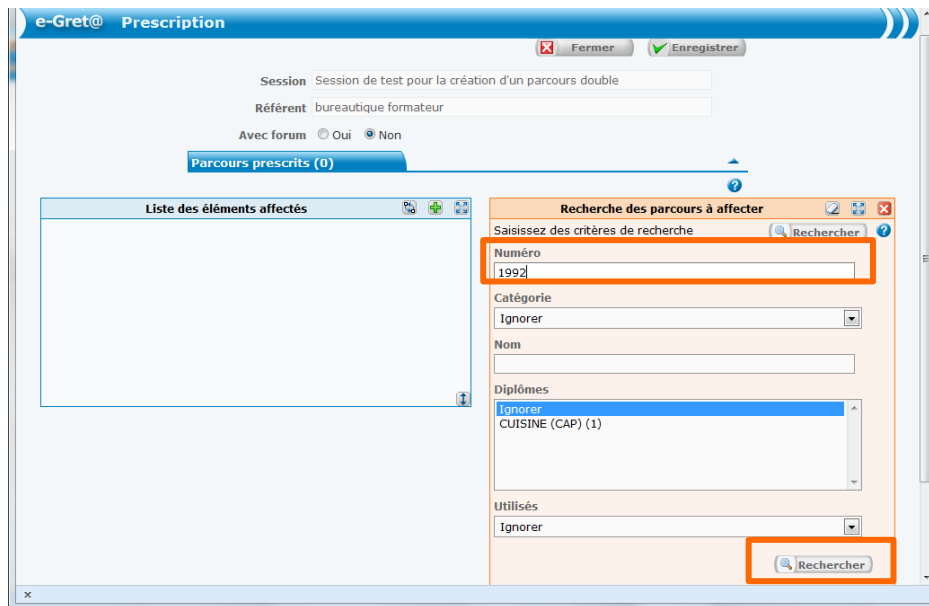 e-Gret@ Prescription
Fermer Enregistrer
Session Session de test pour la création d'un parcours double
Référent bureautique formateur
Avec forum Oui Non
Parcours prescrits (0)
Liste des éléments affectés
Recherche des parcours à affecter
Saisissez des critères de recherche Rechercher
Numéro
1992
Catégorie
Ignorer
Nom
Diplômes
Ignorer
CUISINE (CAP) (1)
Utilisés
Ignorer
Rechercher
x